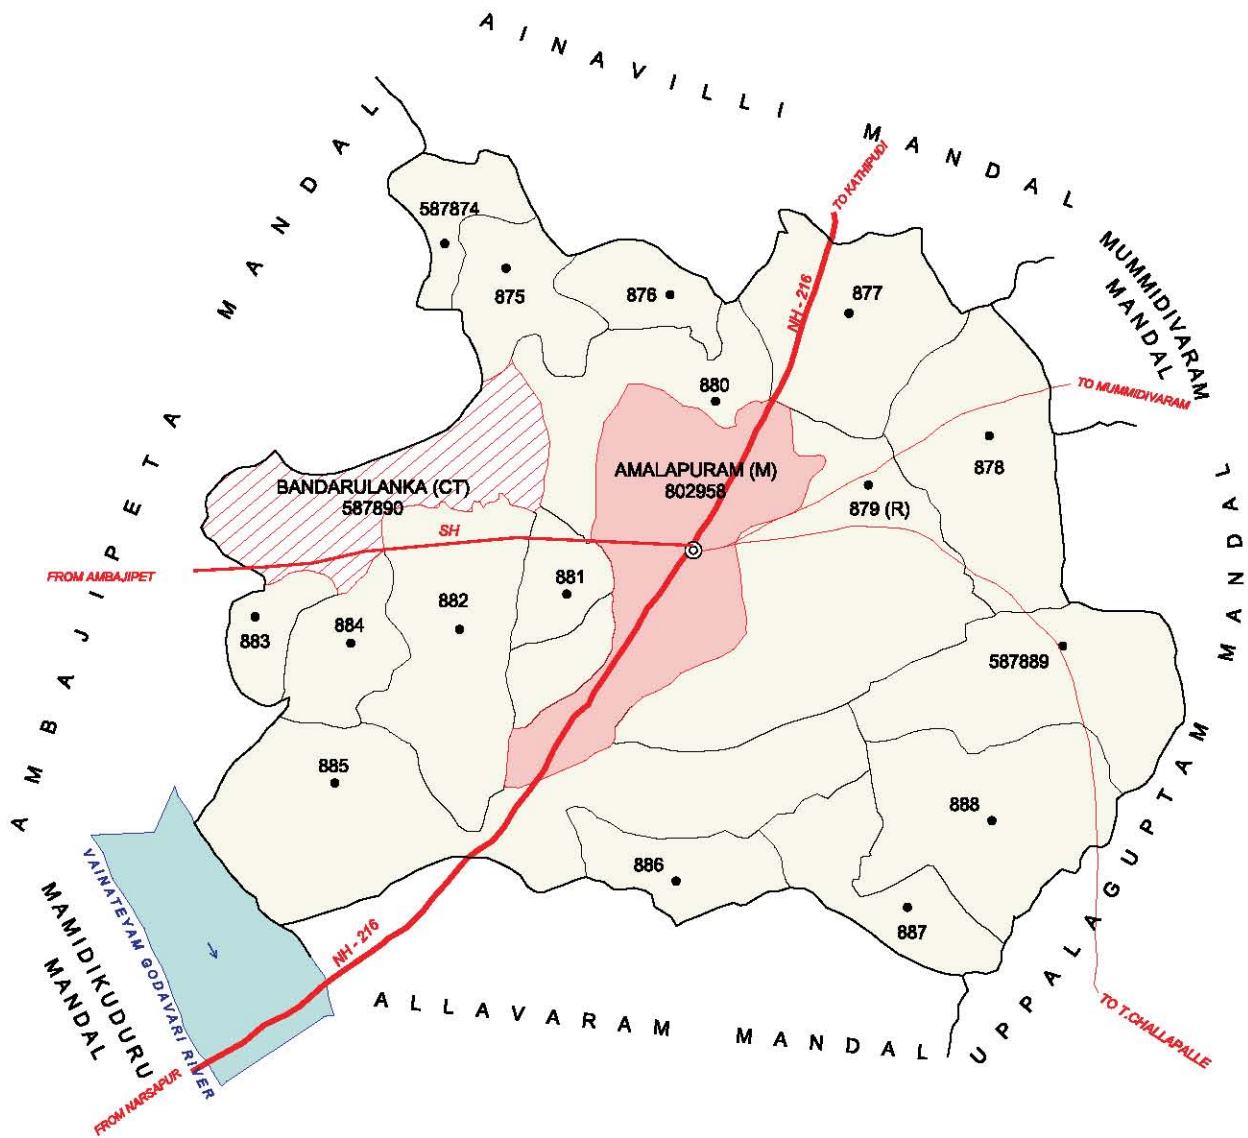 AINAVILLI MANDAL
TO KATHIPUDI
AMBAJIPETA MANDAL
MUMMIDIVARAM
MANDAL
587874
875
876
877
NH - 216
880
TO MUMMIDIVARAM
AMALAPURAM (M)
802958
878
BANDARULANKA (CT)
587890
879 (R)
SH
FROM AMBAJIPET
881
882
883
884
587889
885
886
887
888
UPPALAGUPTAM MANDAL
MAMIDIKUDURU
MANDAL
VAINATEYAM GODAVARI RIVER
NH - 216
ALLAVARAM MANDAL
TO T.CHALLAPALLE
FROM NARSAPUR